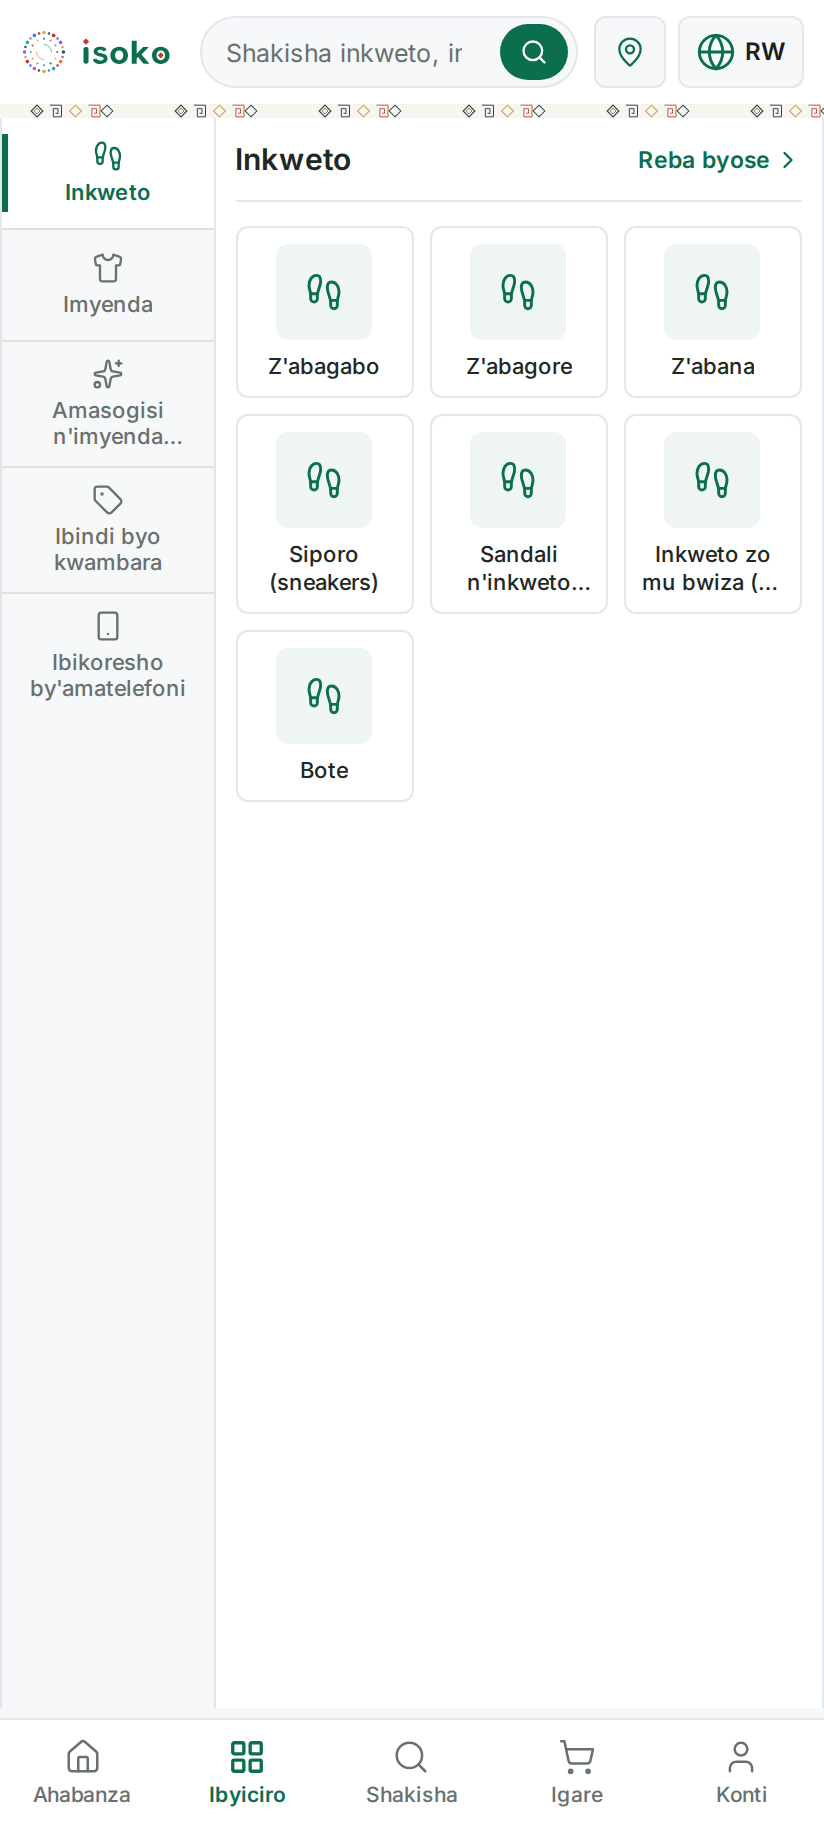 isoko
Shakisha inkweto, ir
RW
Inkweto
Imyenda
Amasogisi
n'imyenda...
Ibindi byo
kwambara
Ibikoresho
by'amatelefoni
Inkweto
Reba byose
Z'abagabo
Z'abagore
Z'abana
Siporo
(sneakers)
Sandali
n'inkweto...
Inkweto zo
mu bwiza (...
Bote
Ahabanza
Ibyiciro
Shakisha
Igare
Konti